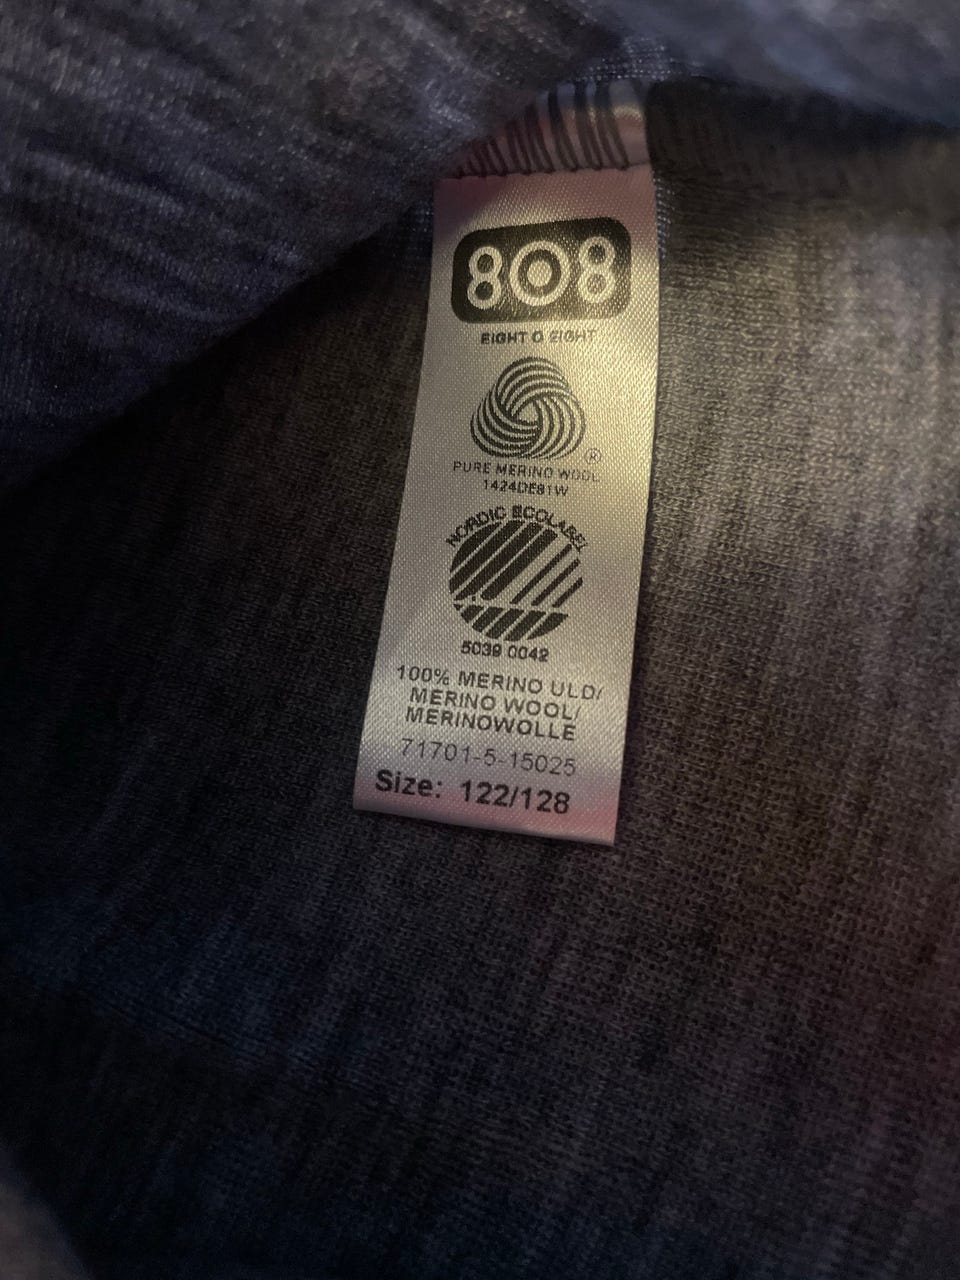 808
EIGHT O EIGHT
®
PURE MERINO WOOL
1424DE81W
NORDIC ECOLABEL
5039 0042
100% MERINO ULD/
MERINO WOOL/
MERINOWOLLE
71701-5-15025
Size: 122/128